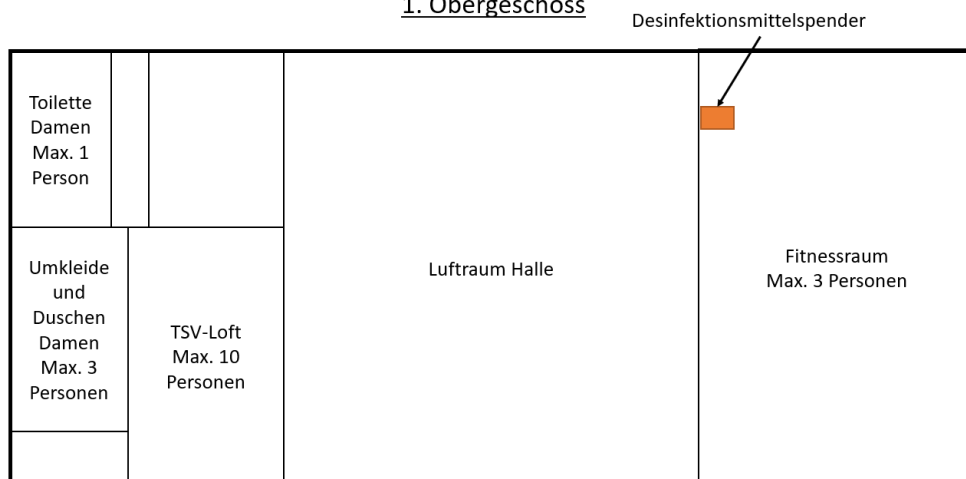 1. Obergeschoss
Desinfektionsmittelspender
Toilette
Damen
Max. 1
Person
Umkleide
und
Duschen
Damen
Max. 3
Personen
TSV-Loft
Max. 10
Personen
Luftraum Halle
Fitnessraum
Max. 3 Personen